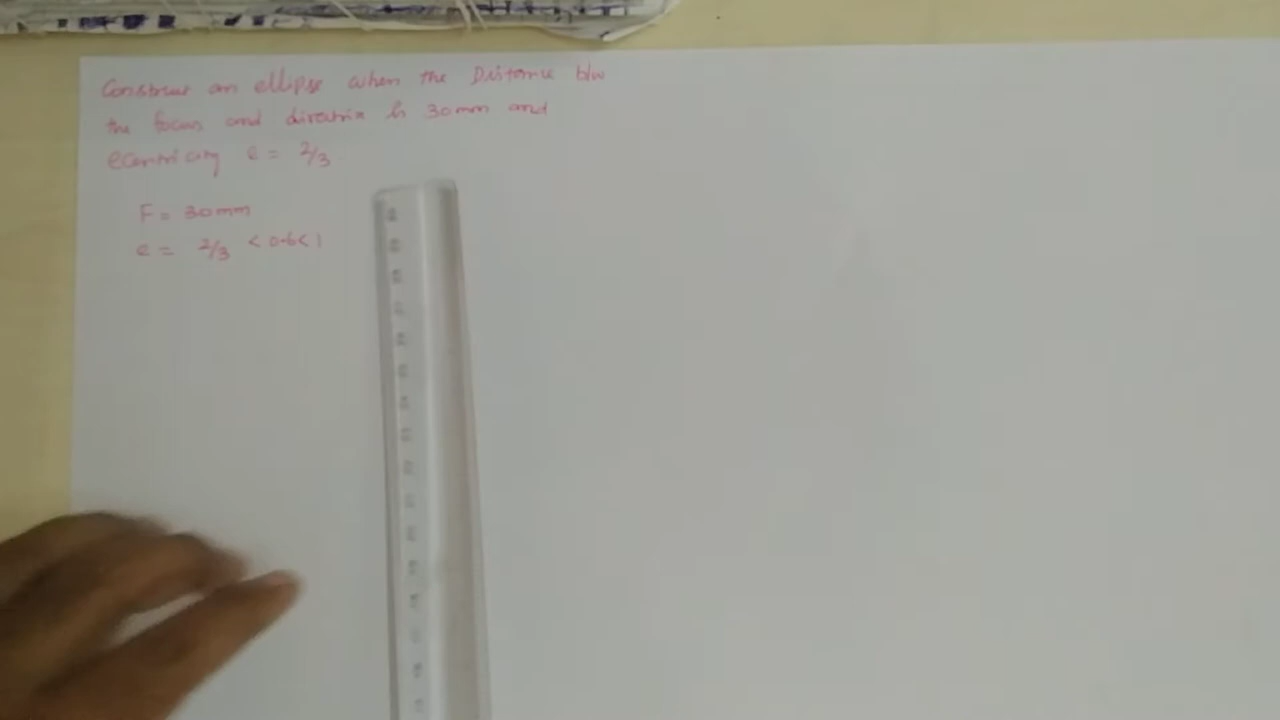 Construct an ellipse when the Distance b/w
the focus and directrix is 30mm and
eccentricity e = 2/3
F = 30mm
e = 2/3 < 0.6 < 1